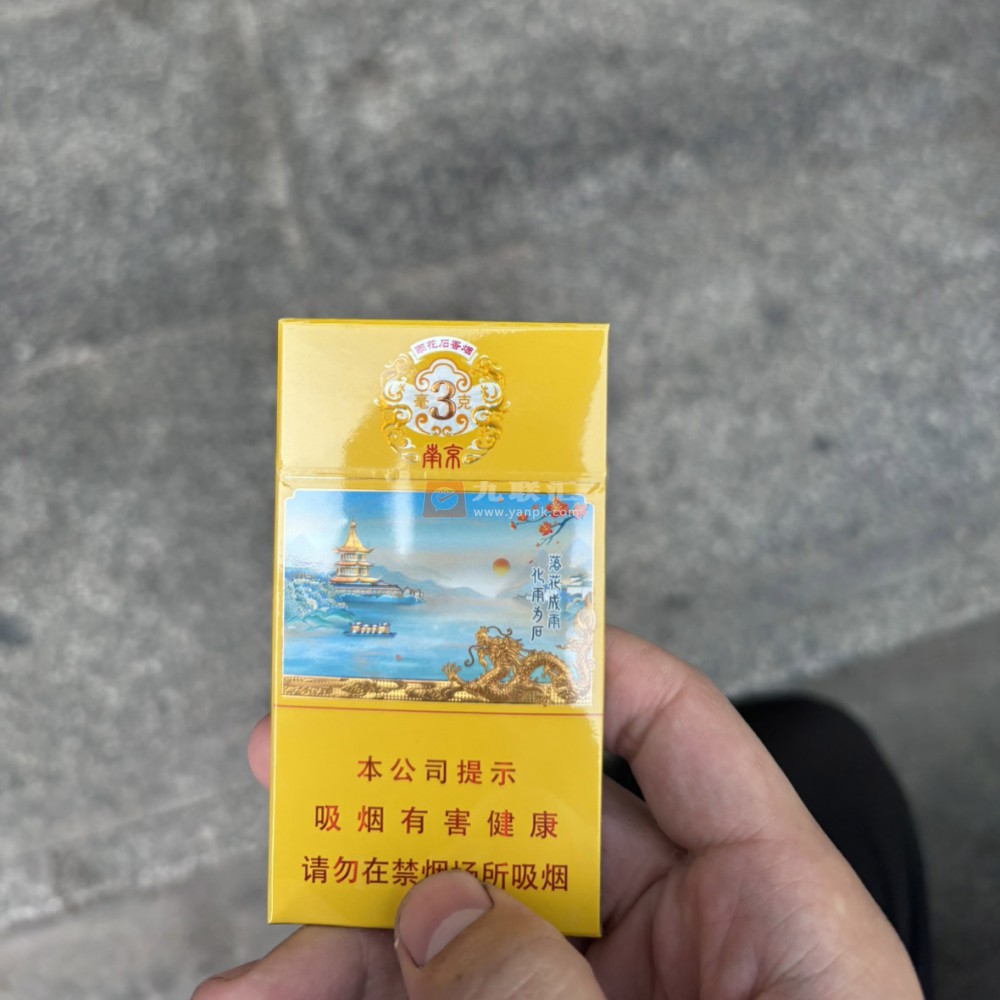 雨花石香烟
毫3克
南京
九联汇
www.yanpk.com
落花成雨
化雨为石
本公司提示
吸烟有害健康
请勿在禁烟场所吸烟